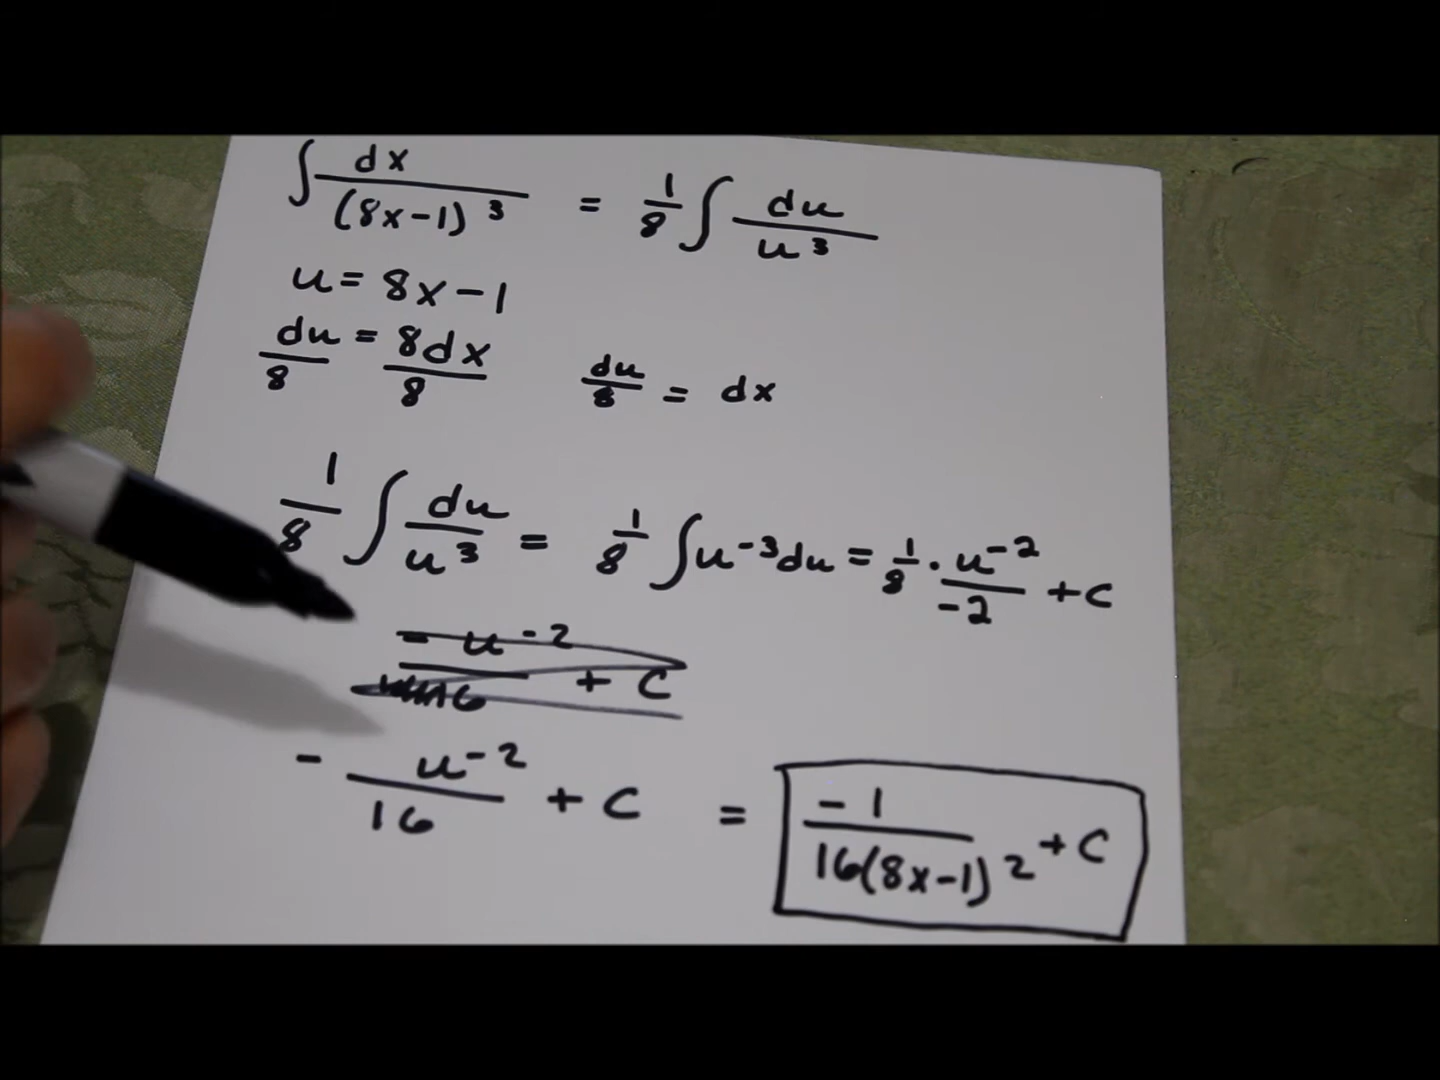 ∫ dx/(8x-1)³ = 1/8 ∫ du/u³
u = 8x-1
du/8 = 8dx/8   du/8 = dx
1/8 ∫ du/u³ = 1/8 ∫ u⁻³du = 1/8 · u⁻²/-2 + C
- u⁻²/16 + C = -1/16(8x-1)² + C